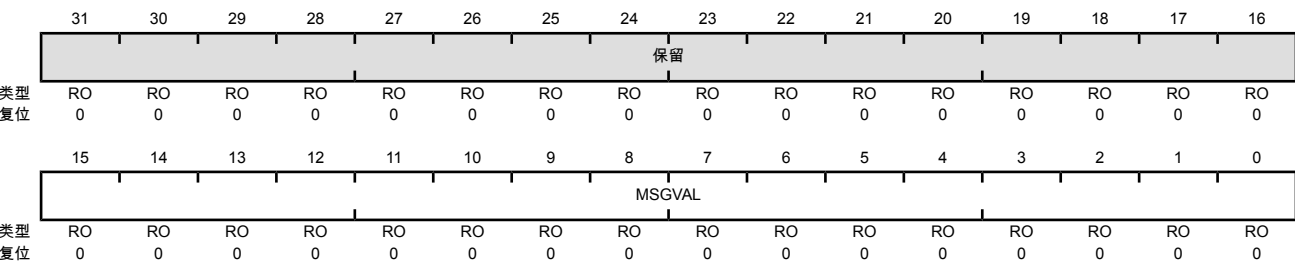 31 30 29 28 27 26 25 24 23 22 21 20 19 18 17 16
保留
类型 RO RO RO RO RO RO RO RO RO RO RO RO RO RO RO RO
复位 0 0 0 0 0 0 0 0 0 0 0 0 0 0 0 0
15 14 13 12 11 10 9 8 7 6 5 4 3 2 1 0
MSGVAL
类型 RO RO RO RO RO RO RO RO RO RO RO RO RO RO RO RO
复位 0 0 0 0 0 0 0 0 0 0 0 0 0 0 0 0